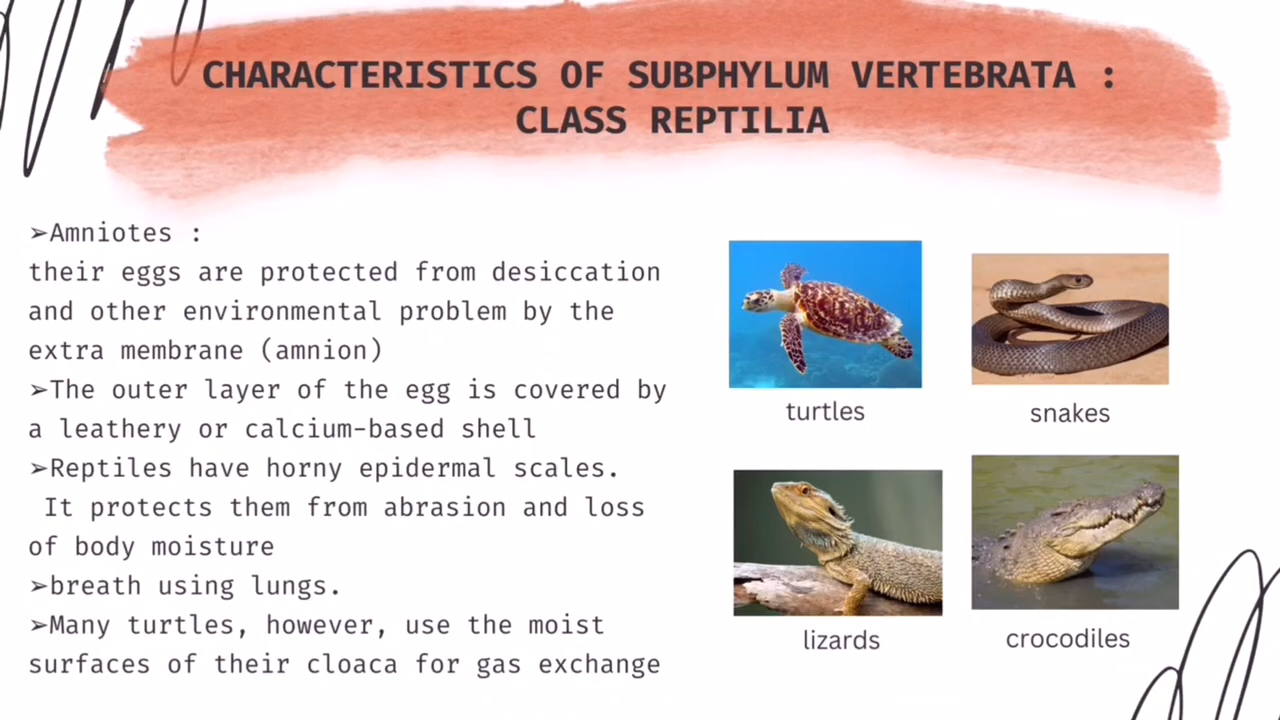 CHARACTERISTICS OF SUBPHYLUM VERTEBRATA :
CLASS REPTILIA
➢Amniotes :
their eggs are protected from desiccation
and other environmental problem by the
extra membrane (amnion)
➢The outer layer of the egg is covered by
a leathery or calcium-based shell
➢Reptiles have horny epidermal scales.
It protects them from abrasion and loss
of body moisture
➢breath using lungs.
➢Many turtles, however, use the moist
surfaces of their cloaca for gas exchange
turtles
snakes
lizards
crocodiles